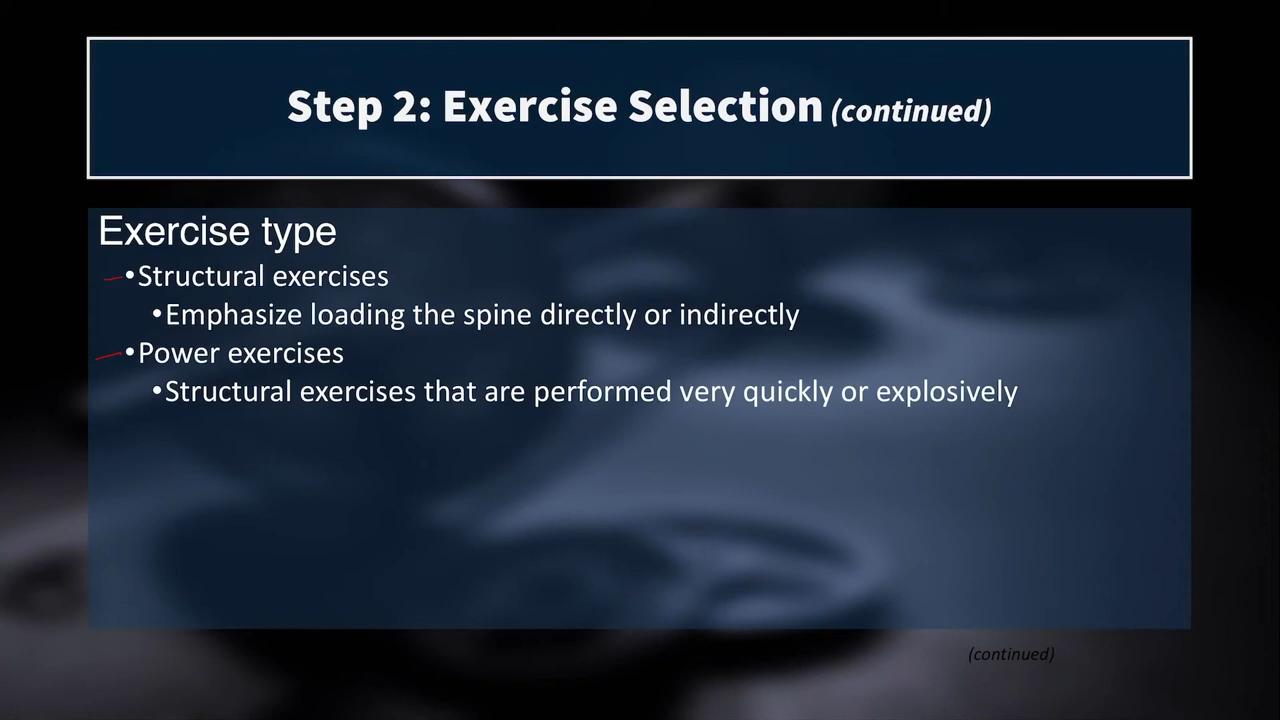 Step 2: Exercise Selection (continued)
Exercise type
•Structural exercises
•Emphasize loading the spine directly or indirectly
•Power exercises
•Structural exercises that are performed very quickly or explosively
(continued)